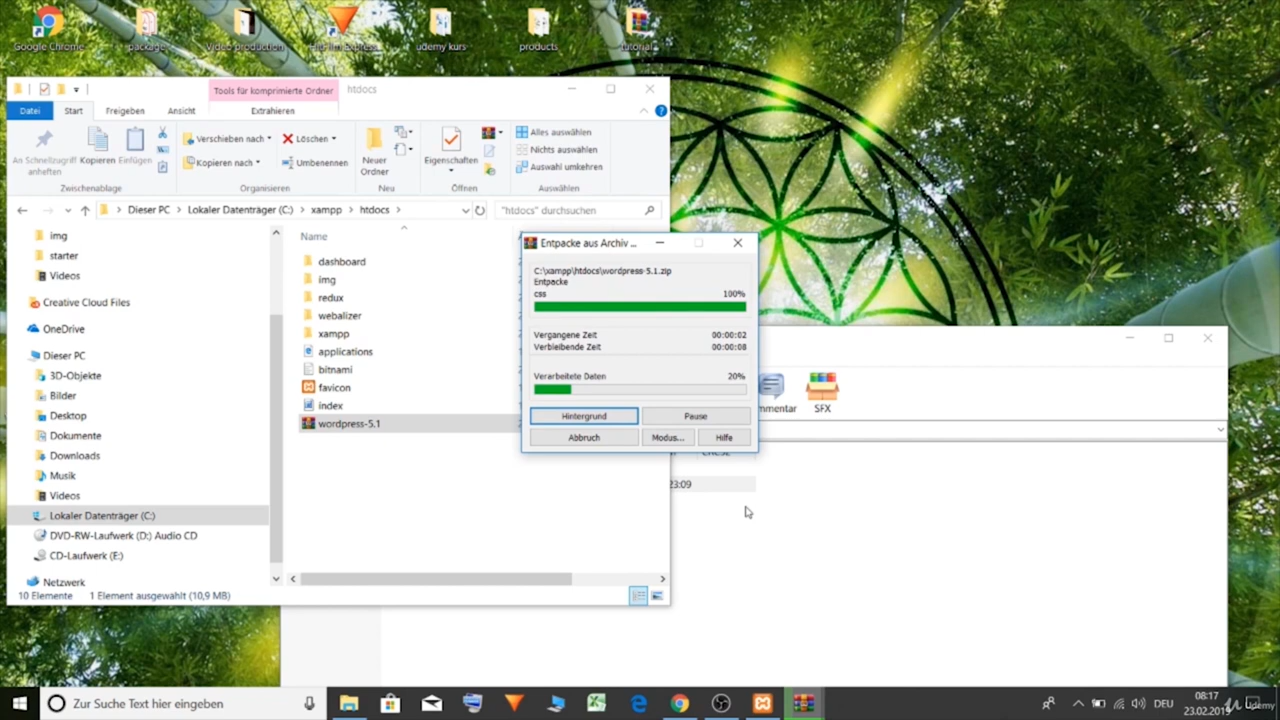 Google Chrome
package
Video production
HitFilm Express
udemy kurs
products
tutorial
Tools für komprimierte Ordner
htdocs
Datei
Start
Freigeben
Ansicht
Extrahieren
An Schnellzugriff anheften
Kopieren
Einfügen
Verschieben nach
Kopieren nach
Löschen
Umbenennen
Neuer Ordner
Eigenschaften
Alles auswählen
Nichts auswählen
Auswahl umkehren
Zwischenablage
Organisieren
Neu
Öffnen
Auswählen
Dieser PC
Lokaler Datenträger (C:)
xampp
htdocs
"htdocs" durchsuchen
img
starter
Videos
Creative Cloud Files
OneDrive
Dieser PC
3D-Objekte
Bilder
Desktop
Dokumente
Downloads
Musik
Videos
Lokaler Datenträger (C:)
DVD-RW-Laufwerk (D:) Audio CD
CD-Laufwerk (E:)
Netzwerk
Name
dashboard
img
redux
webalizer
xampp
applications
bitnami
favicon
index
wordpress-5.1
10 Elemente
1 Element ausgewählt (10,9 MB)
Entpacke aus Archiv ...
C:\xampp\htdocs\wordpress-5.1.zip
Entpacke
css 100%
Vergangene Zeit 00:00:02
Verbleibende Zeit 00:00:08
Verarbeitete Daten 20%
Hintergrund
Pause
Abbruch
Modus...
Hilfe
mmentar
SFX
23:09
Zur Suche Text hier eingeben
DEU
08:17
23.02.2019
Udemy